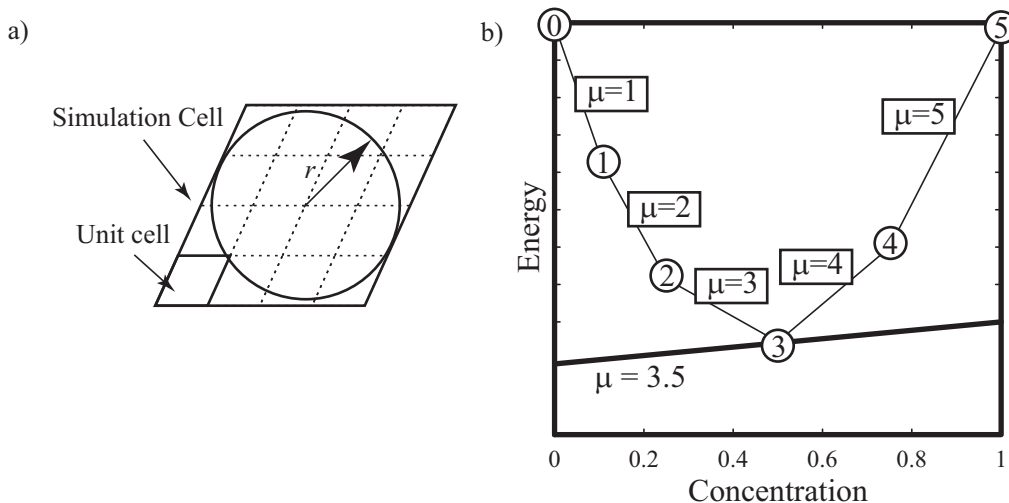 a)
Simulation Cell
r
Unit cell
b)
Energy
0
5
μ=1
μ=5
1
μ=2
4
μ=4
2
μ=3
3
μ = 3.5
0 0.2 0.4 0.6 0.8 1
Concentration